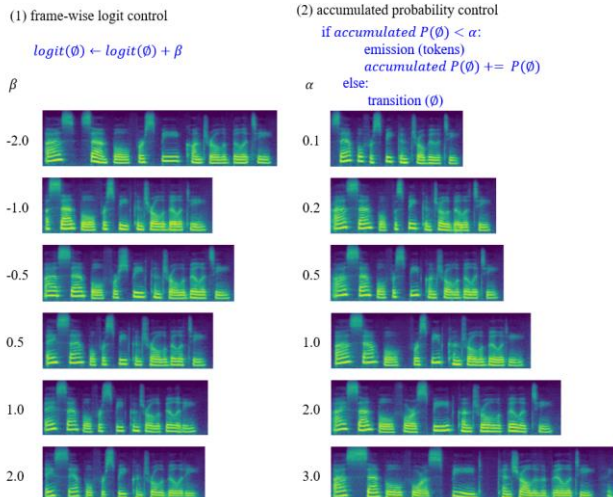 (1) frame-wise logit control
logit(∅) ← logit(∅) + β
β
-2.0
-1.0
-0.5
0.5
1.0
2.0
(2) accumulated probability control
if accumulated P(∅) < α:
emission (tokens)
accumulated P(∅) += P(∅)
else:
transition (∅)
α
0.1
0.2
0.5
1.0
2.0
3.0